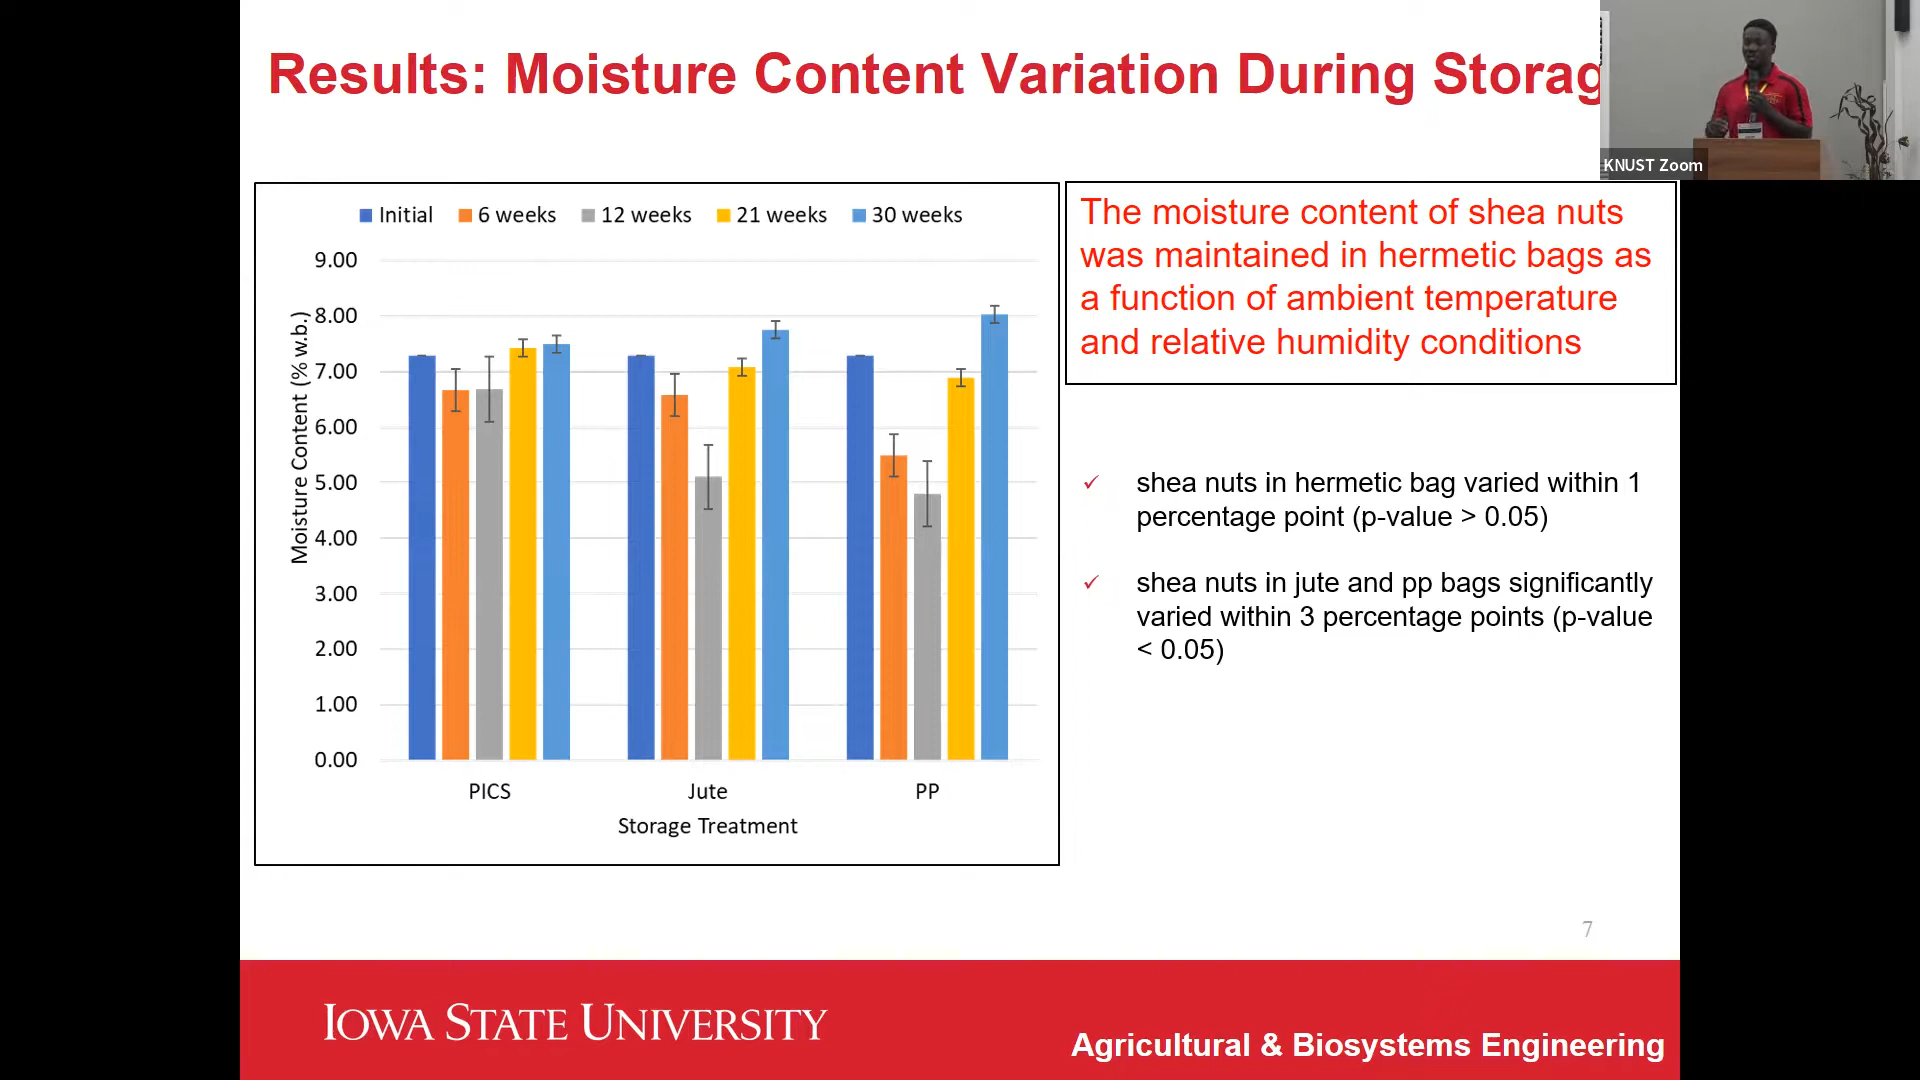 Results: Moisture Content Variation During Storag
KNUST Zoom
Initial 6 weeks 12 weeks 21 weeks 30 weeks
9.00
8.00
7.00
6.00
5.00
4.00
3.00
2.00
1.00
0.00
Moisture Content (% w.b.)
PICS Jute PP
Storage Treatment
The moisture content of shea nuts
was maintained in hermetic bags as
a function of ambient temperature
and relative humidity conditions
shea nuts in hermetic bag varied within 1
percentage point (p-value > 0.05)
shea nuts in jute and pp bags significantly
varied within 3 percentage points (p-value
< 0.05)
7
IOWA STATE UNIVERSITY
Agricultural & Biosystems Engineering